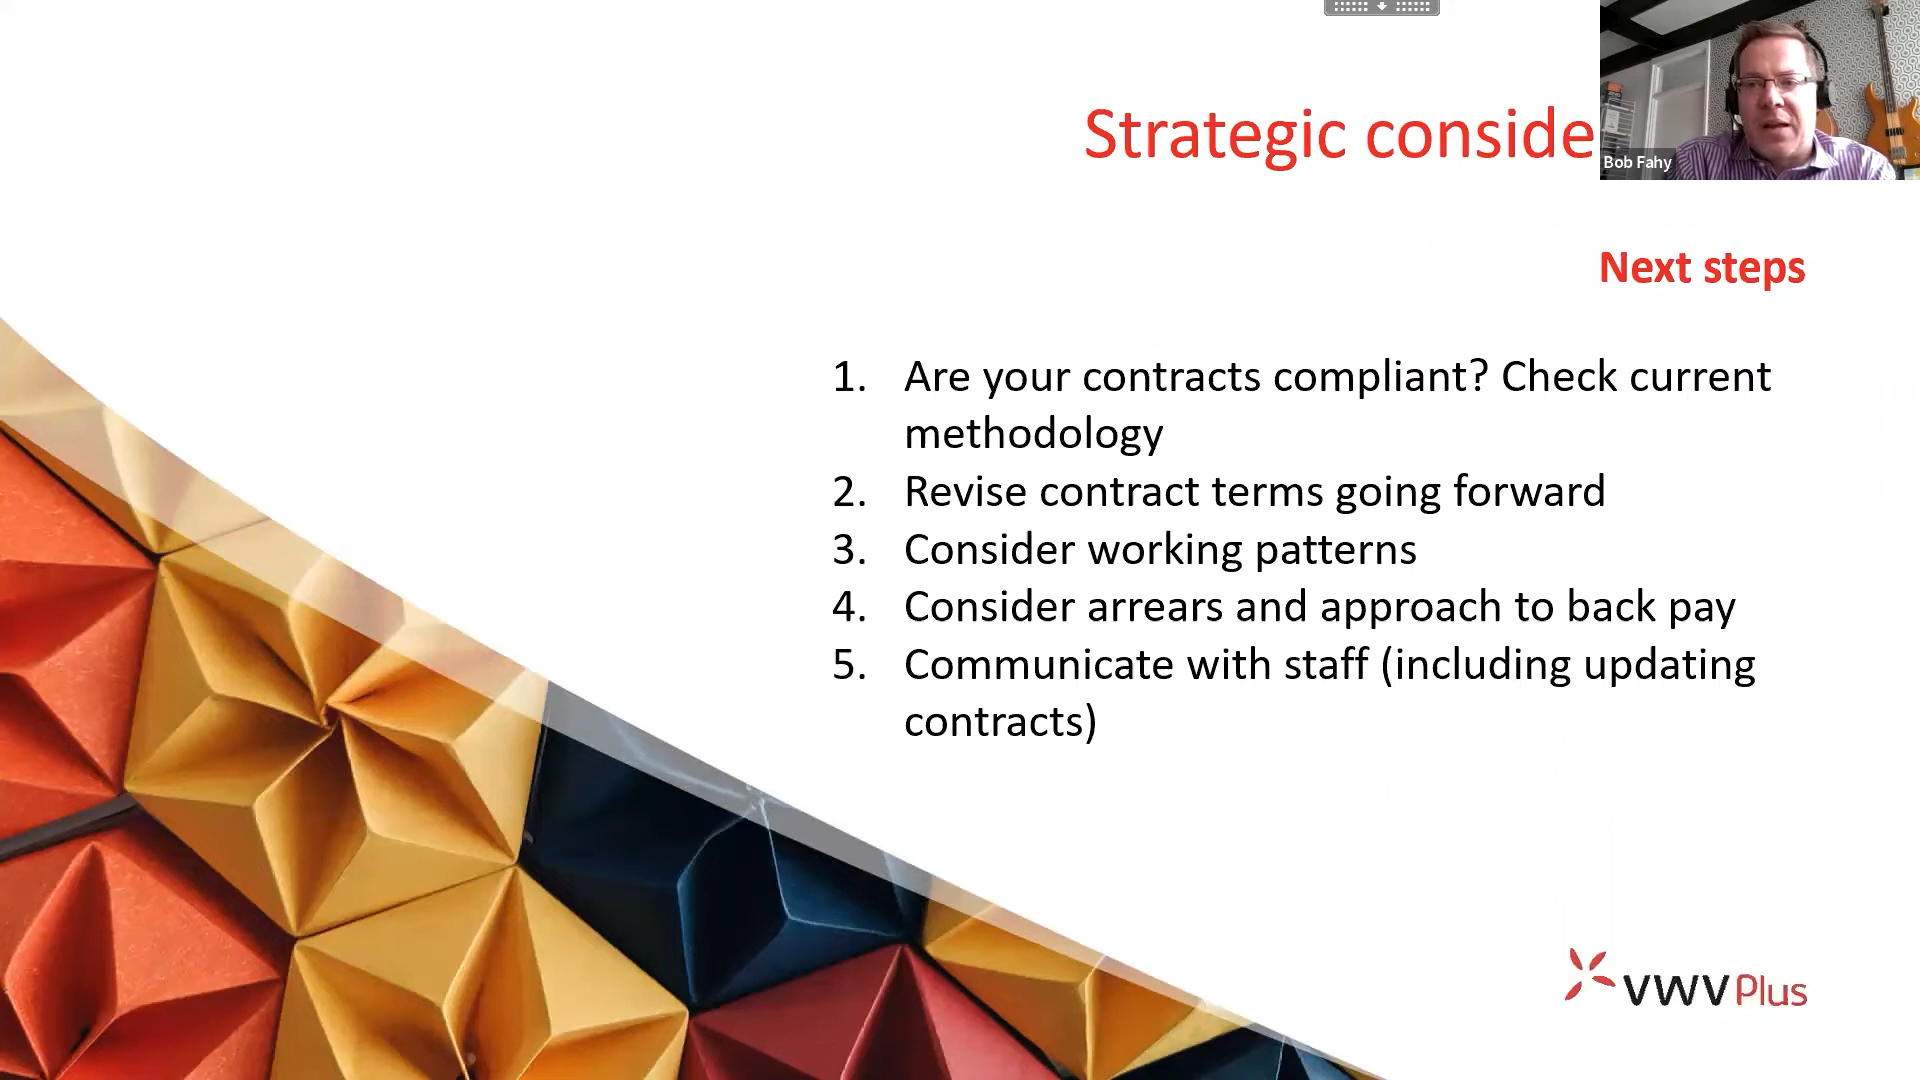 Strategic conside
Bob Fahy
Next steps
1. Are your contracts compliant? Check current
methodology
2. Revise contract terms going forward
3. Consider working patterns
4. Consider arrears and approach to back pay
5. Communicate with staff (including updating
contracts)
VWV Plus